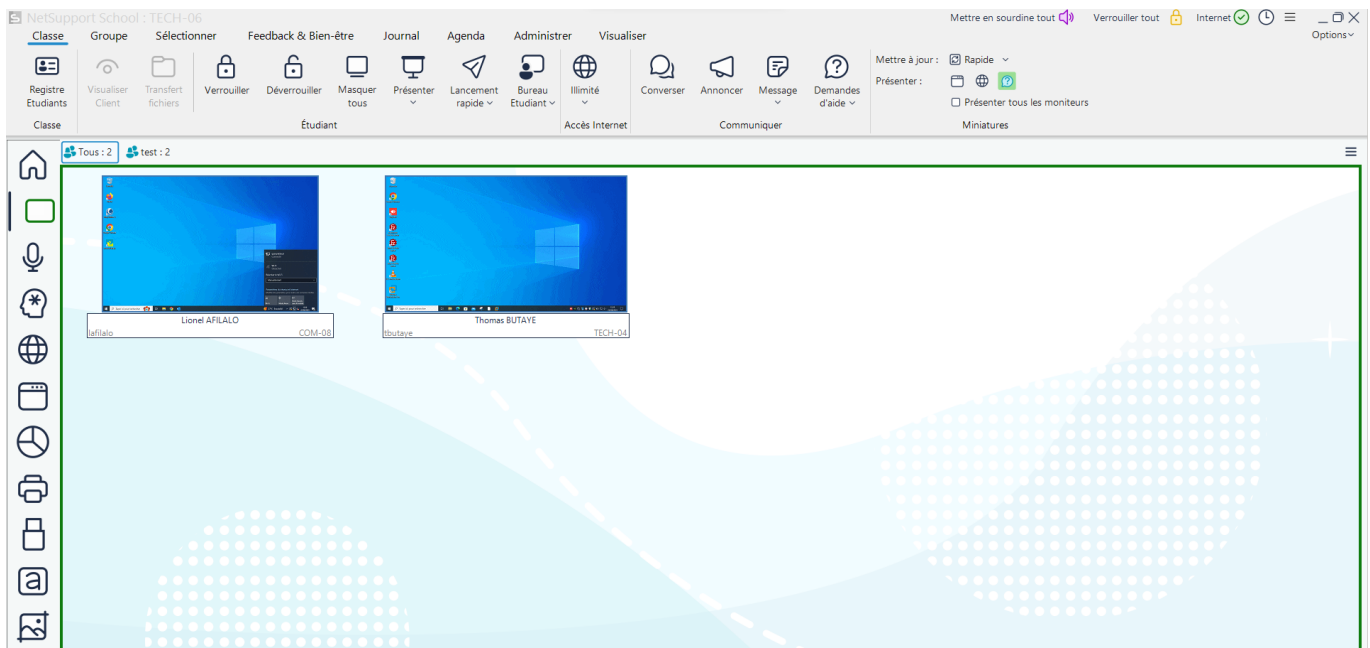 NetSupport School : TECH-06
Mettre en sourdine tout
Verrouiller tout
Internet
Classe
Groupe
Sélectionner
Feedback & Bien-être
Journal
Agenda
Administrer
Visualiser
Options
Registre
Etudiants
Visualiser
Client
Transfert
fichiers
Verrouiller
Déverrouiller
Masquer
tous
Présenter
Lancement
rapide
Bureau
Etudiant
Illimité
Converser
Annoncer
Message
Demandes
d'aide
Mettre à jour :
Rapide
Présenter :
Présenter tous les moniteurs
Classe
Étudiant
Accès Internet
Communiquer
Miniatures
Tous : 2
test : 2
Lionel AFILALO
lafilalo
COM-08
Thomas BUTAYE
tbutaye
TECH-04
a